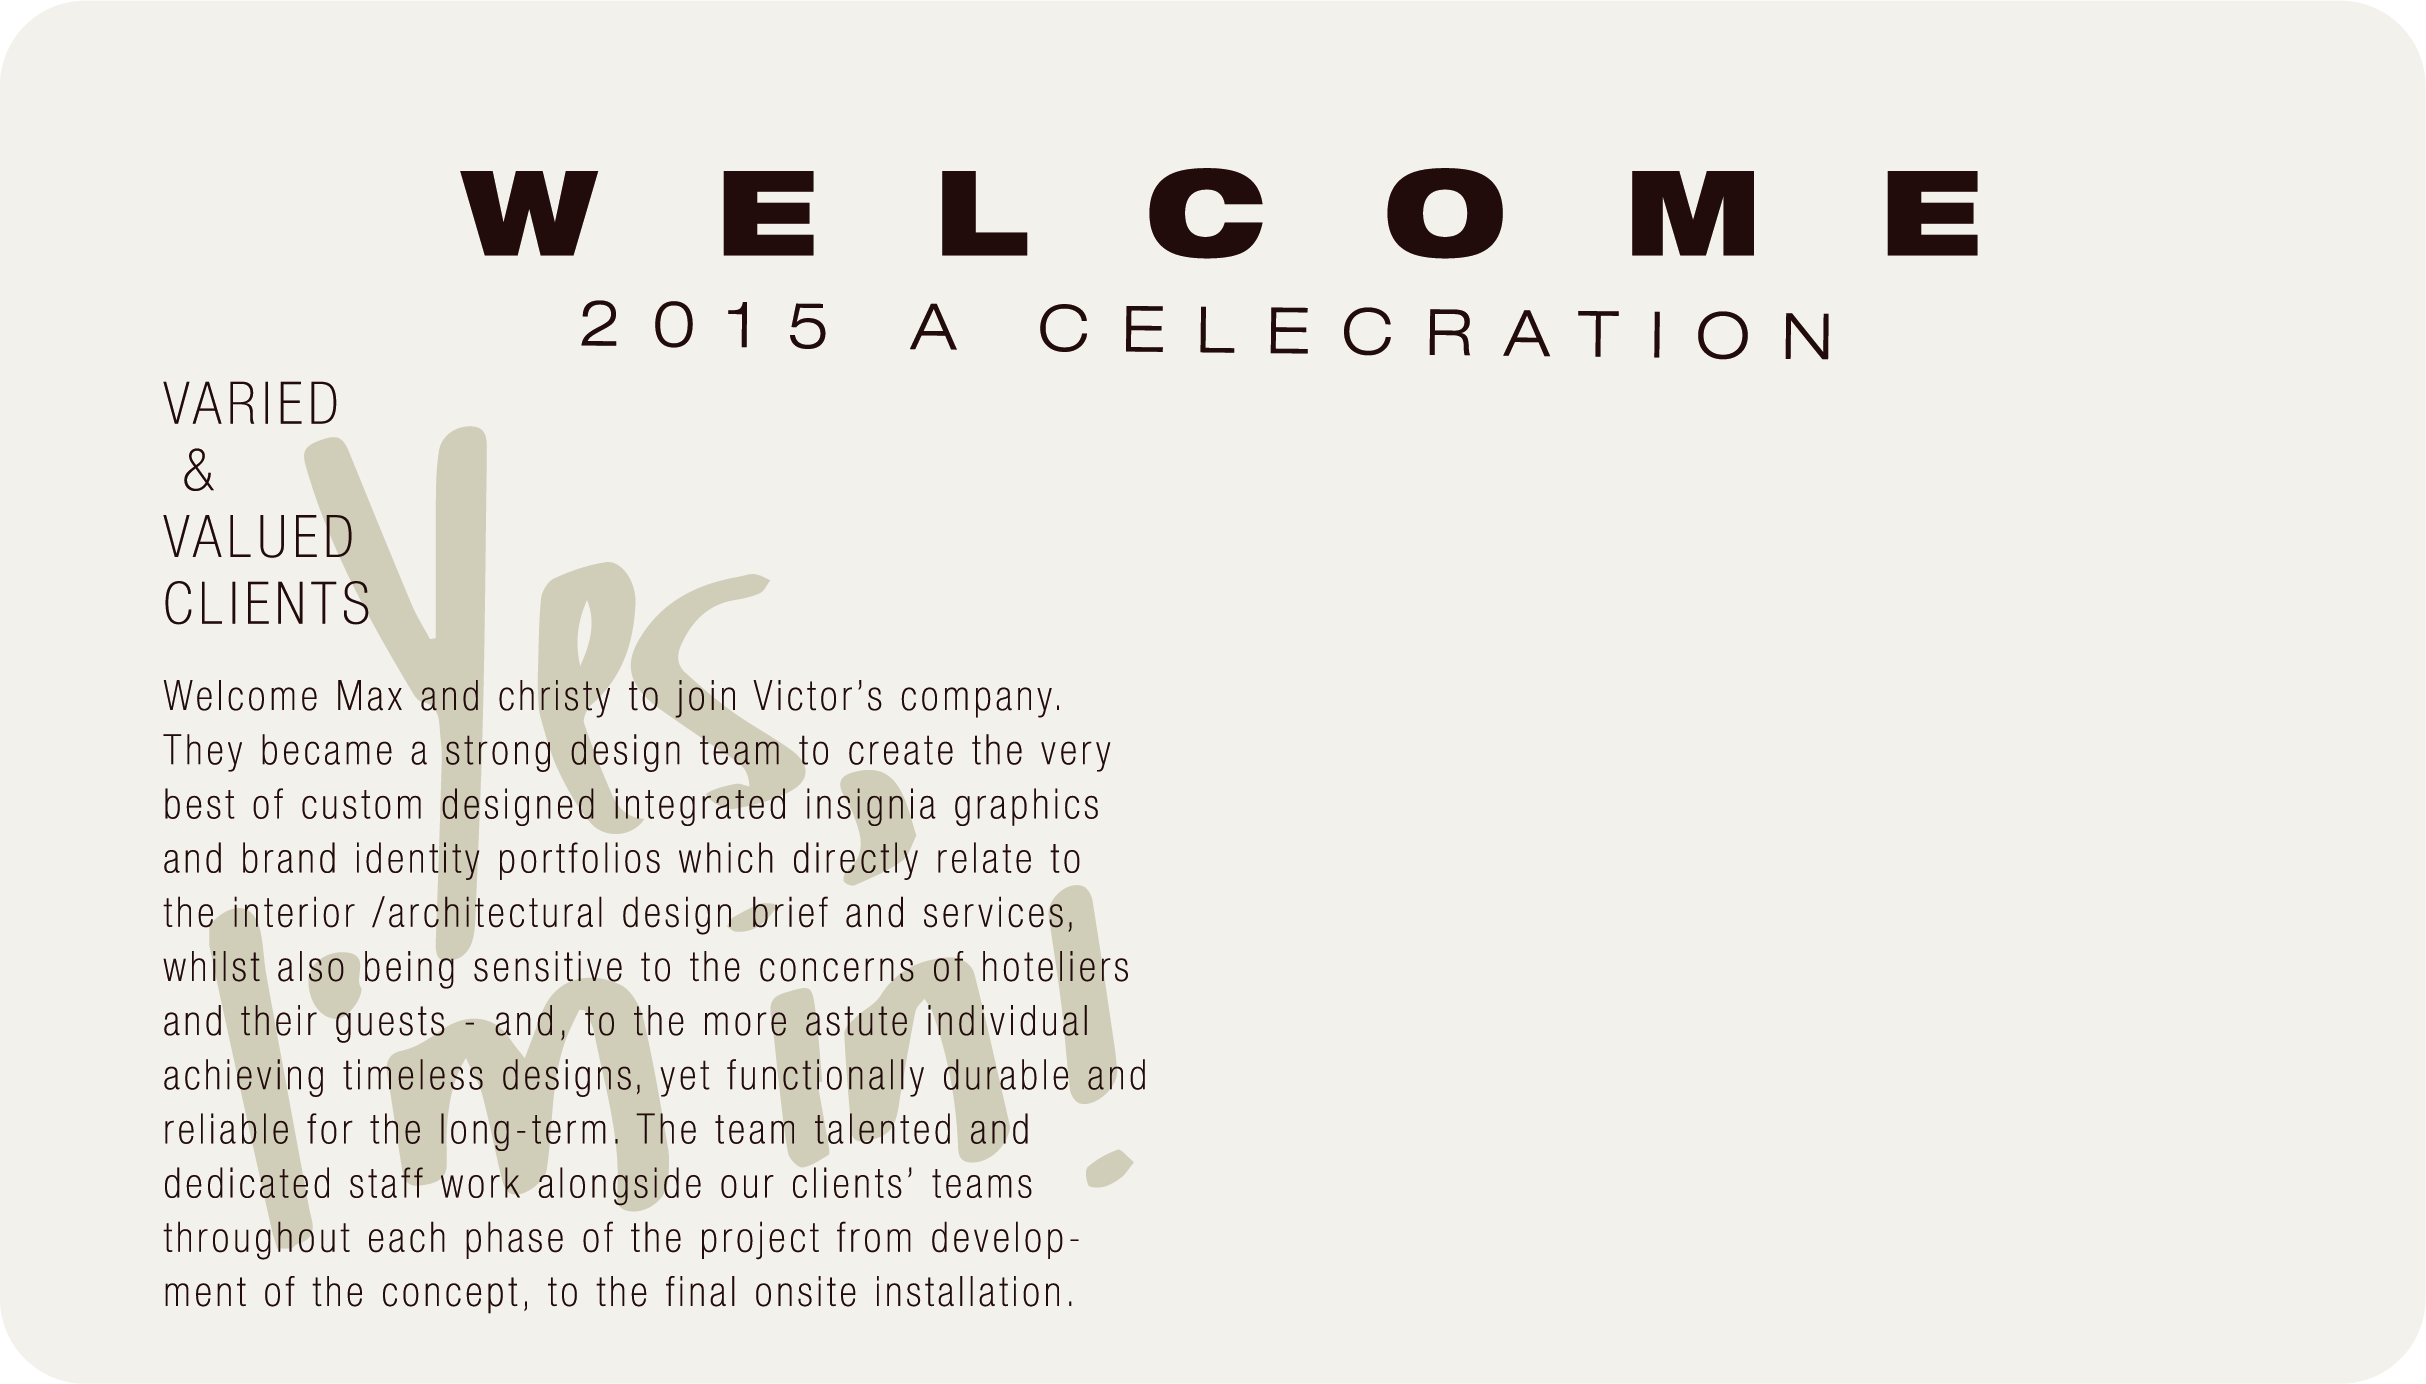 WELCOME
2015 A CELECRATION
VARIED
&
VALUED
CLIENTS
Yes,
I'm in!
Welcome Max and christy to join Victor’s company.
They became a strong design team to create the very
best of custom designed integrated insignia graphics
and brand identity portfolios which directly relate to
the interior /architectural design brief and services,
whilst also being sensitive to the concerns of hoteliers
and their guests - and, to the more astute individual
achieving timeless designs, yet functionally durable and
reliable for the long-term. The team talented and
dedicated staff work alongside our clients’ teams
throughout each phase of the project from develop-
ment of the concept, to the final onsite installation.